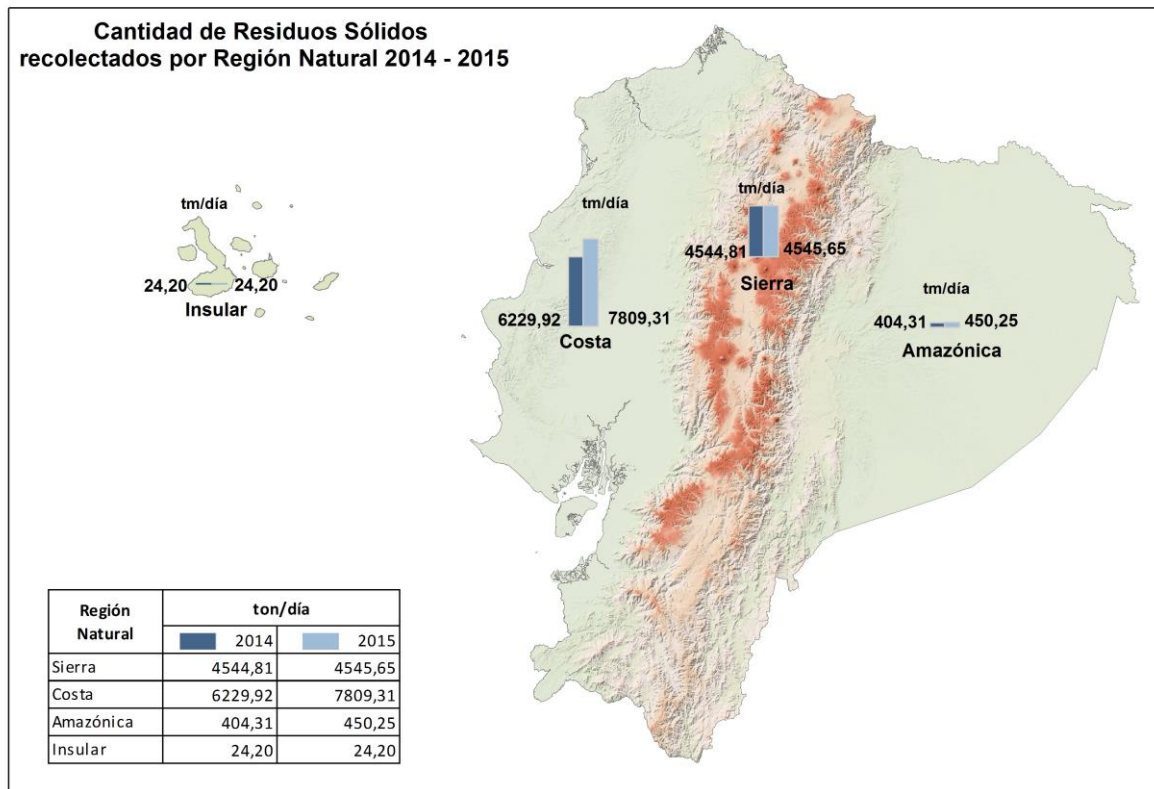 Cantidad de Residuos Sólidos
recolectados por Región Natural 2014 - 2015
tm/día
24,20 24,20
Insular
tm/día
6229,92 7809,31
Costa
tm/día
4544,81 4545,65
Sierra
tm/día
404,31 450,25
Amazónica
Región Natural ton/día
2014 2015
Sierra 4544,81 4545,65
Costa 6229,92 7809,31
Amazónica 404,31 450,25
Insular 24,20 24,20